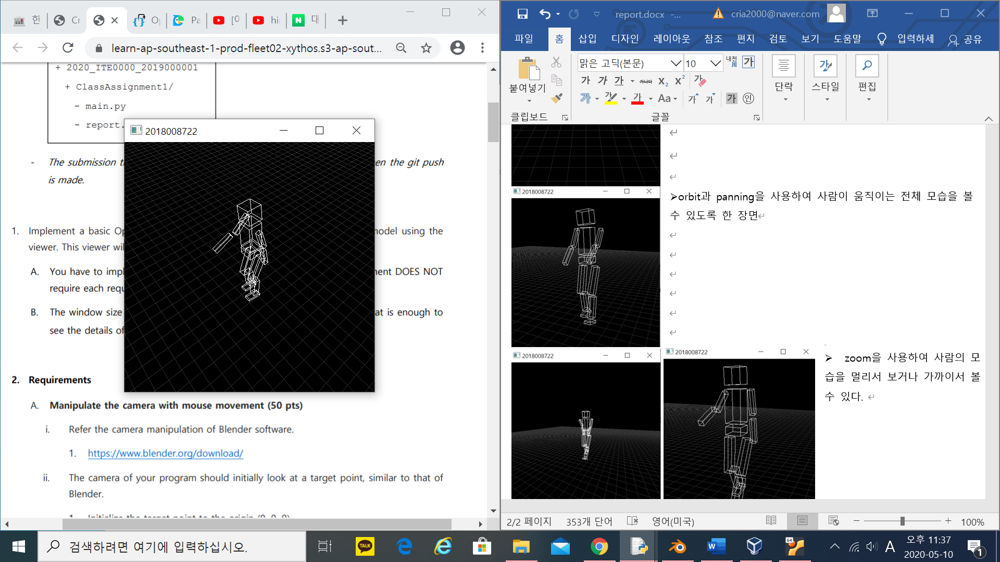 한
Cr
Op
Pa
[0
hi
대
learn-ap-southeast-1-prod-fleet02-xythos.s3-ap-sout...
+ 2020_ITE0000_2019000001
+ ClassAssignment1/
- main.py
- report.
- The submission t
en the git push
is made.
1. Implement a basic Op
model using the
viewer. This viewer wil
A. You have to impl
ment DOES NOT
require each requ
B. The window size
at is enough to
see the details of
2. Requirements
A. Manipulate the camera with mouse movement (50 pts)
i. Refer the camera manipulation of Blender software.
1. https://www.blender.org/download/
ii. The camera of your program should initially look at a target point, similar to that of
Blender.
1. Initialize the target point to the origin (0, 0, 0)
2018008722
report.docx -...
cria2000@naver.com
파일 홈 삽입 디자인 레이아웃 참조 편지 검토 보기 도움말 입력하세 공유
맑은 고딕(본문) 10 내천 가
붙여넣기
가 가 가 가나다 X₂ X² 가
가 가 가 Aa 가 가 가 인
단락 스타일 편집
클립보드 글꼴
2018008722
➢orbit과 panning을 사용하여 사람이 움직이는 전체 모습을 볼
수 있도록 한 장면
2018008722
2018008722
➢ zoom을 사용하여 사람의 모
습을 멀리서 보거나 가까이서 볼
수 있다.
2/2 페이지 353개 단어 영어(미국) 100%
검색하려면 여기에 입력하십시오.
TALK
64
A
오후 11:37
2020-05-10
1